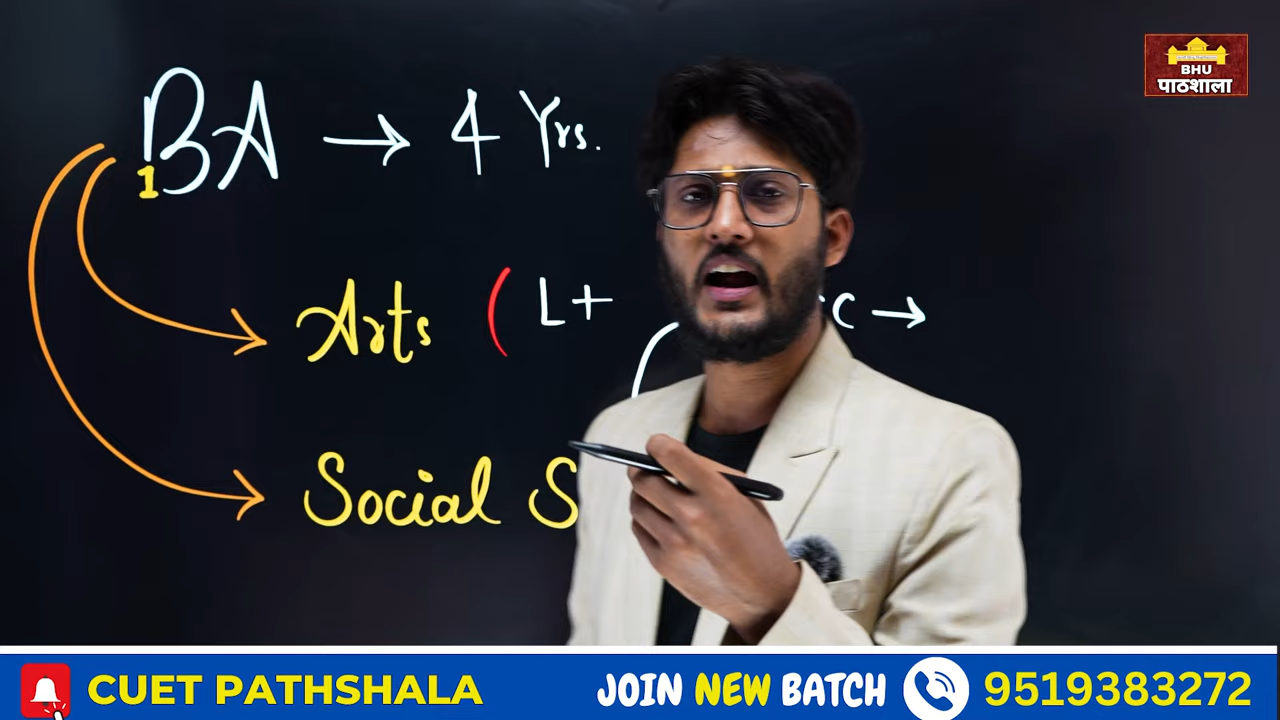 BHU
पाठशाला
BA → 4 Yrs.
1
Arts ( L+ c →
Social S
CUET PATHSHALA
JOIN NEW BATCH
9519383272